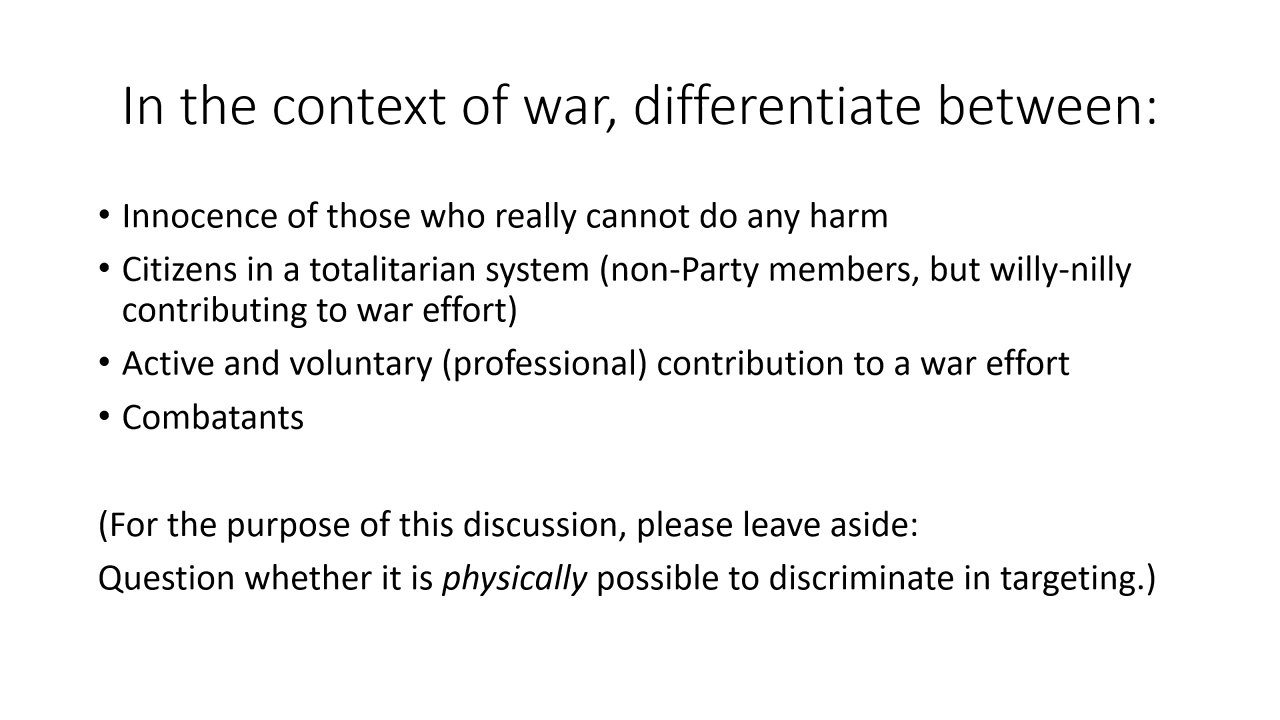 In the context of war, differentiate between:
• Innocence of those who really cannot do any harm
• Citizens in a totalitarian system (non-Party members, but willy-nilly
contributing to war effort)
• Active and voluntary (professional) contribution to a war effort
• Combatants
(For the purpose of this discussion, please leave aside:
Question whether it is physically possible to discriminate in targeting.)